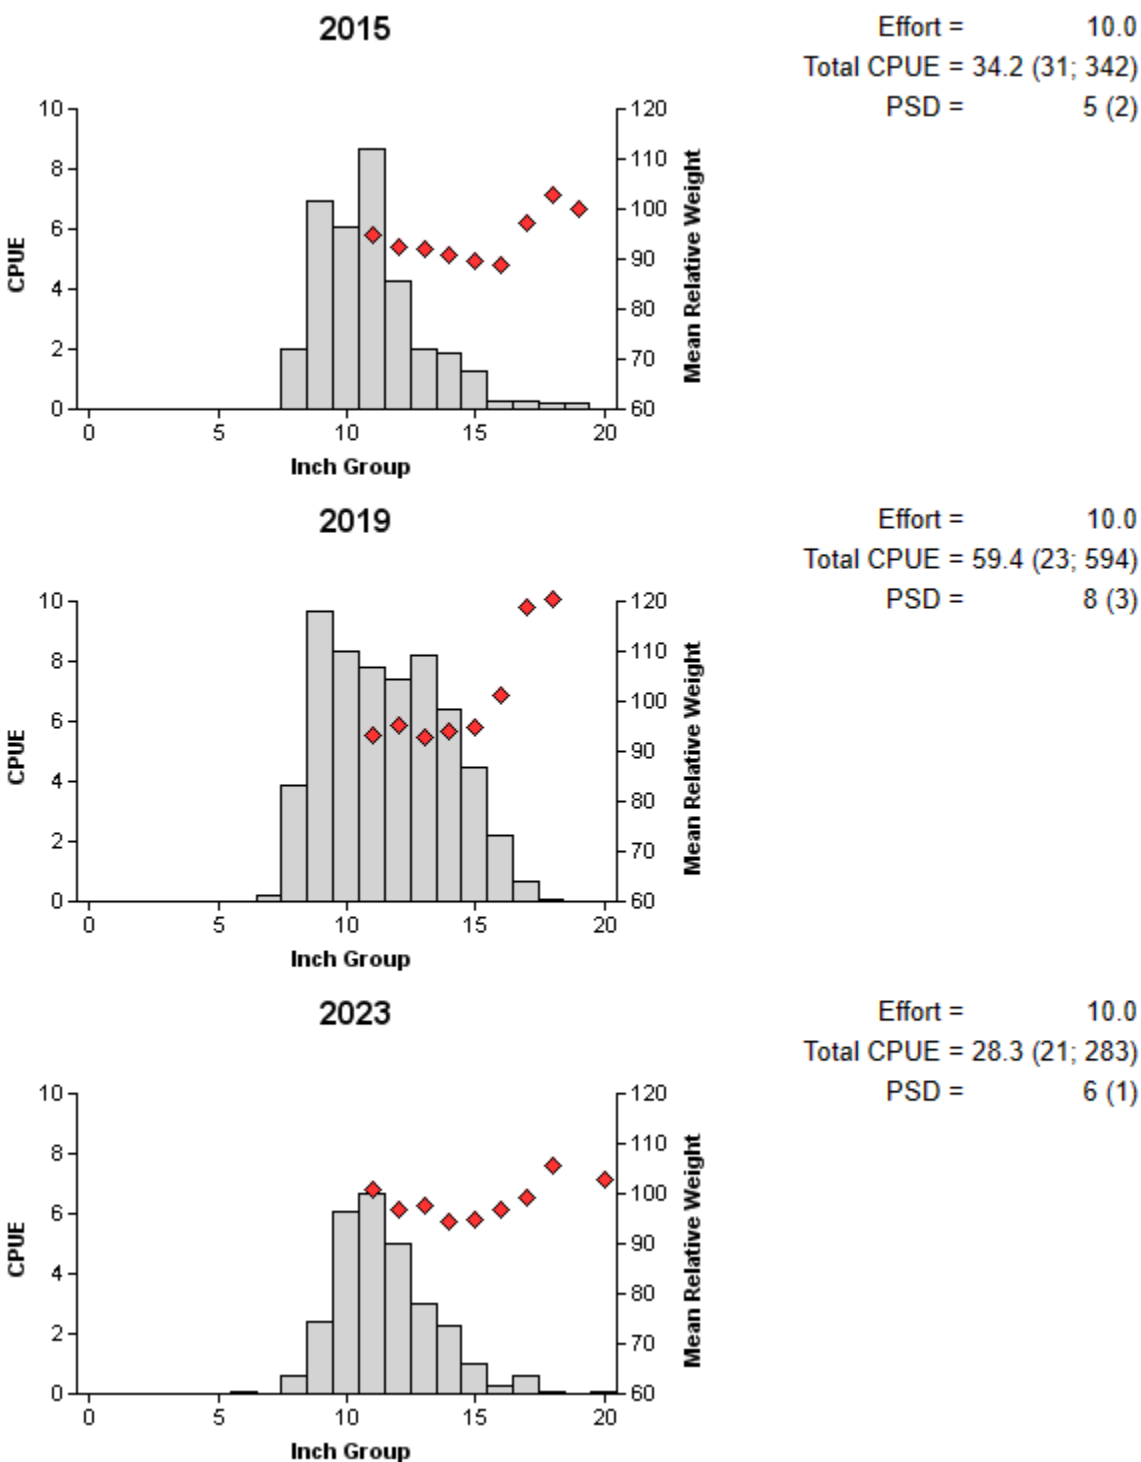 2015
Effort = 10.0
Total CPUE = 34.2 (31; 342)
PSD = 5 (2)
10
8
6
4
2
0
CPUE
120
110
100
90
80
70
60
Mean Relative Weight
0 5 10 15 20
Inch Group
2019
Effort = 10.0
Total CPUE = 59.4 (23; 594)
PSD = 8 (3)
10
8
6
4
2
0
CPUE
120
110
100
90
80
70
60
Mean Relative Weight
0 5 10 15 20
Inch Group
2023
Effort = 10.0
Total CPUE = 28.3 (21; 283)
PSD = 6 (1)
10
8
6
4
2
0
CPUE
120
110
100
90
80
70
60
Mean Relative Weight
0 5 10 15 20
Inch Group